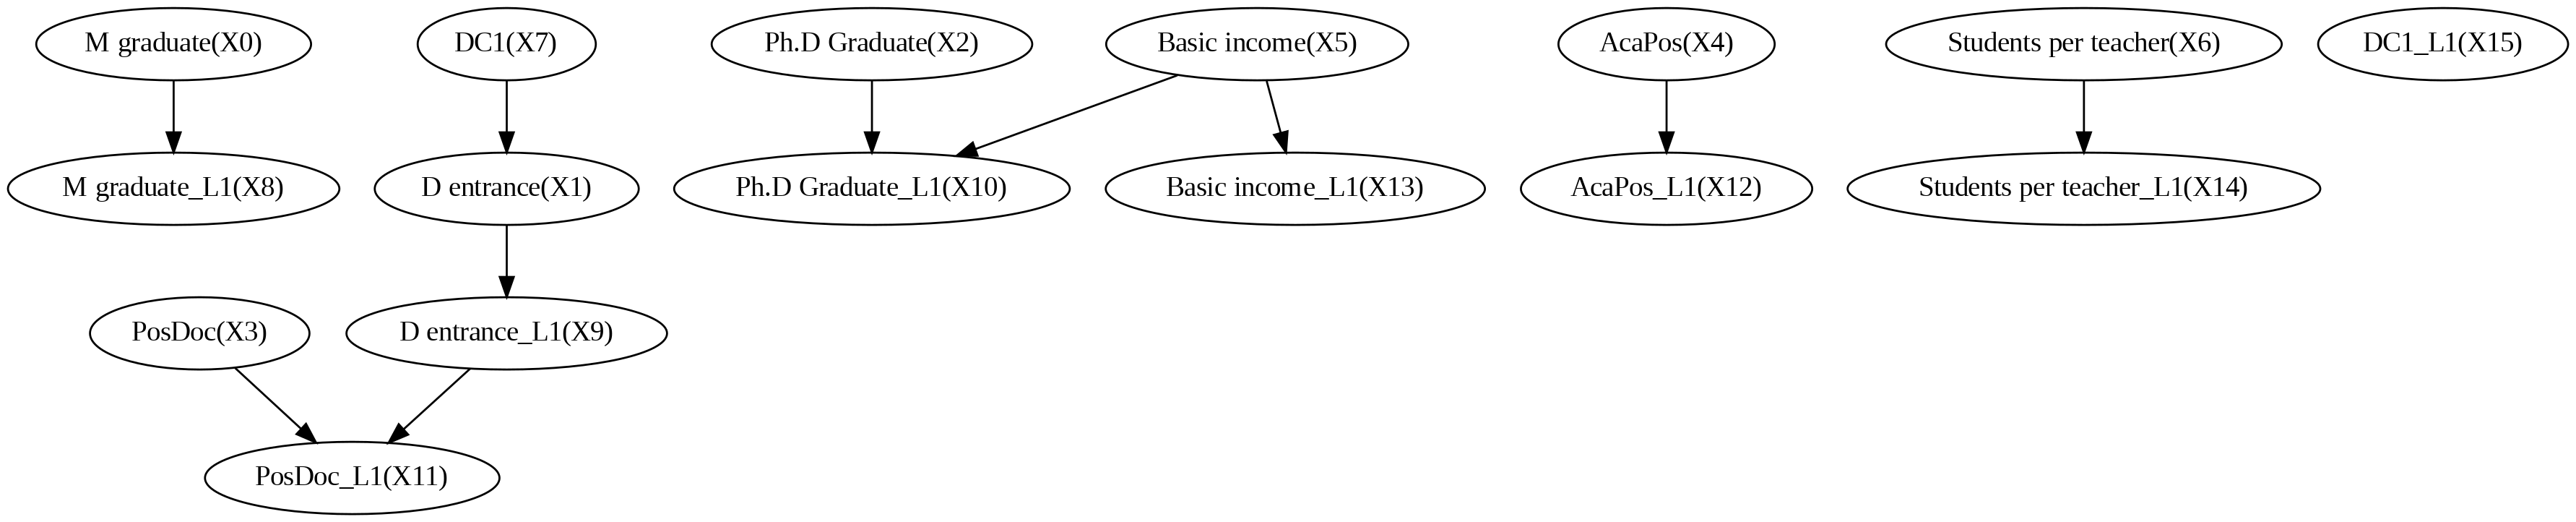 M graduate(X0)
DC1(X7)
Ph.D Graduate(X2)
Basic income(X5)
AcaPos(X4)
Students per teacher(X6)
DC1_L1(X15)
M graduate_L1(X8)
D entrance(X1)
Ph.D Graduate_L1(X10)
Basic income_L1(X13)
AcaPos_L1(X12)
Students per teacher_L1(X14)
PosDoc(X3)
D entrance_L1(X9)
PosDoc_L1(X11)